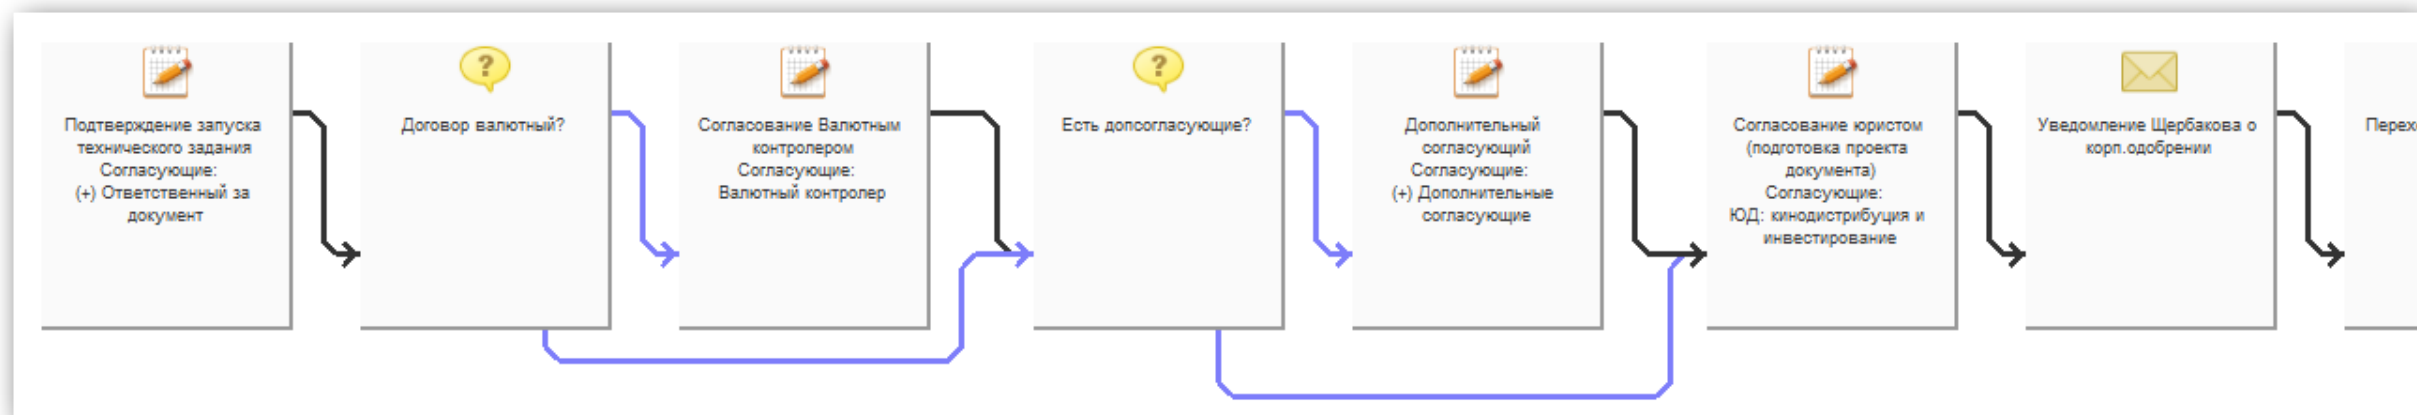 Подтверждение запуска
технического задания
Согласующие:
(+) Ответственный за
документ
Договор валютный?
Согласование Валютным
контролером
Согласующие:
Валютный контролер
Есть допсогласующие?
Дополнительный
согласующий
Согласующие:
(+) Дополнительные
согласующие
Согласование юристом
(подготовка проекта
документа)
Согласующие:
ЮД: кинодистрибуция и
инвестирование
Уведомление Щербакова о
корп.одобрении